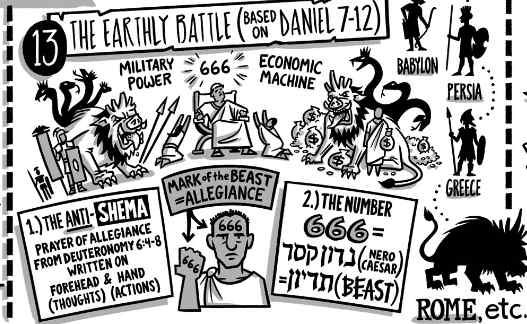 13 THE EARTHLY BATTLE (BASED ON DANIEL 7-12)
MILITARY POWER
666
ECONOMIC MACHINE
BABYLON
PERSIA
GREECE
ROME, etc.
MARK of the BEAST
=ALLEGIANCE
666
666
1.) THE ANTI-SHEMA
PRAYER OF ALLEGIANCE
FROM DEUTERONOMY 6:4-8
WRITTEN ON
FOREHEAD & HAND
(THOUGHTS) (ACTIONS)
2.) THE NUMBER
666 =
נרון קסר (NERO CAESAR)
=תריון (BEAST)